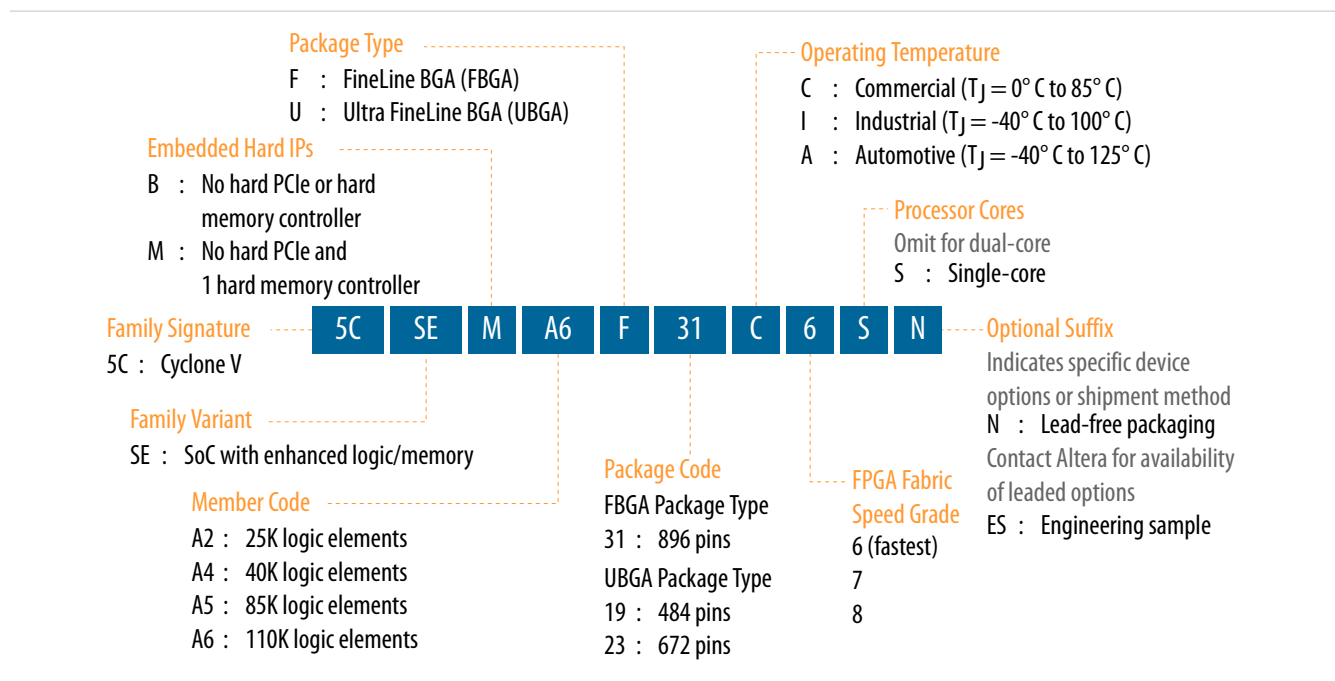 Package Type
F : FineLine BGA (FBGA)
U : Ultra FineLine BGA (UBGA)
Operating Temperature
C : Commercial (TJ = 0° C to 85° C)
I : Industrial (TJ = -40° C to 100° C)
A : Automotive (TJ = -40° C to 125° C)
Embedded Hard IPs
B : No hard PCIe or hard
memory controller
M : No hard PCIe and
1 hard memory controller
Processor Cores
Omit for dual-core
S : Single-core
Family Signature
5C : Cyclone V
5C SE M A6 F 31 C 6 S N
Optional Suffix
Indicates specific device
options or shipment method
N : Lead-free packaging
Contact Altera for availability
of leaded options
ES : Engineering sample
Family Variant
SE : SoC with enhanced logic/memory
Member Code
A2 : 25K logic elements
A4 : 40K logic elements
A5 : 85K logic elements
A6 : 110K logic elements
Package Code
FBGA Package Type
31 : 896 pins
UBGA Package Type
19 : 484 pins
23 : 672 pins
FPGA Fabric
Speed Grade
6 (fastest)
7
8